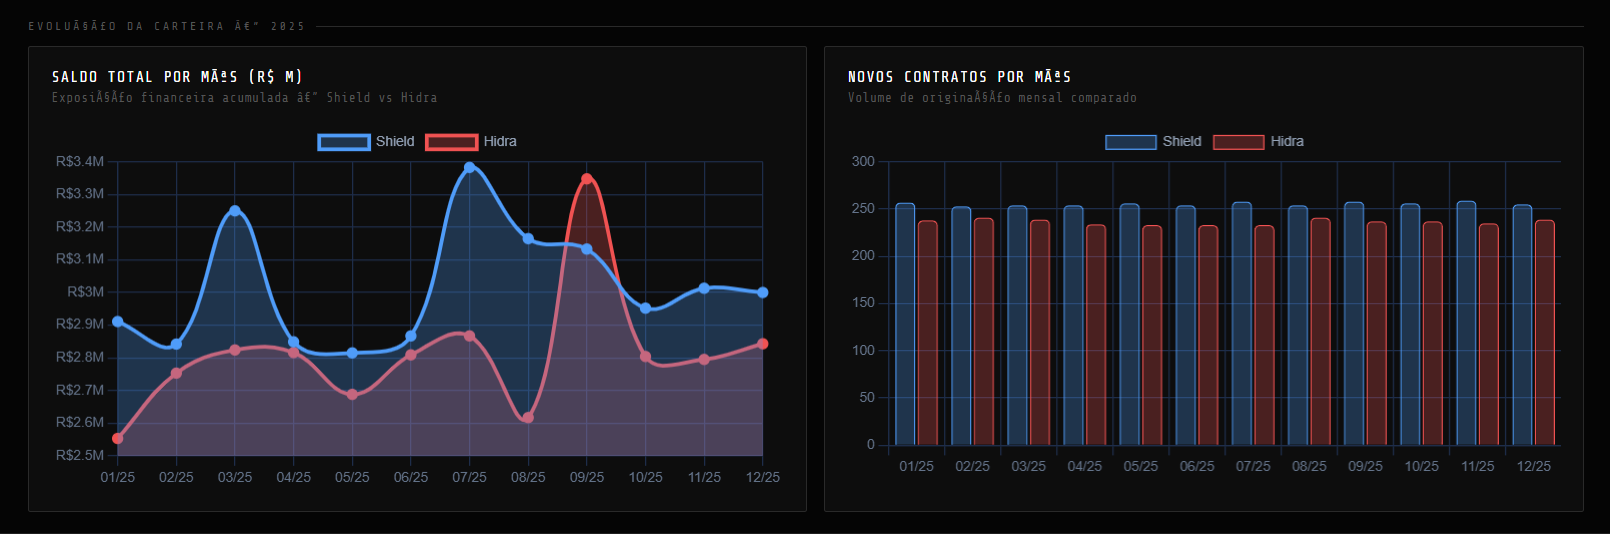 EVOLUÃ§Ã£O DA CARTEIRA â€” 2025
SALDO TOTAL POR MÃªS (R$ M)
ExposiÃ§Ã£o financeira acumulada â€” Shield vs Hidra
Shield Hidra
R$3.4M
R$3.3M
R$3.2M
R$3.1M
R$3M
R$2.9M
R$2.8M
R$2.7M
R$2.6M
R$2.5M
01/25 02/25 03/25 04/25 05/25 06/25 07/25 08/25 09/25 10/25 11/25 12/25
NOVOS CONTRATOS POR MÃªS
Volume de originaÃ§Ã£o mensal comparado
Shield Hidra
300
250
200
150
100
50
0
01/25 02/25 03/25 04/25 05/25 06/25 07/25 08/25 09/25 10/25 11/25 12/25